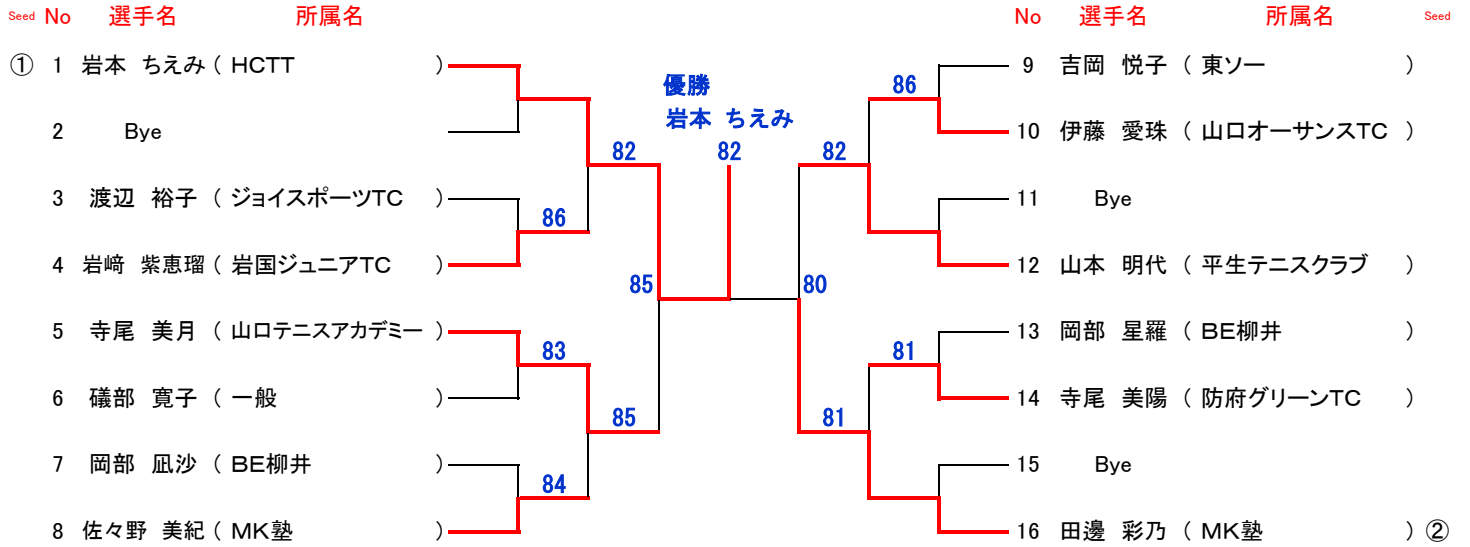 Seed No 選手名 所属名 No 選手名 所属名 Seed
① 1 岩本 ちえみ ( HCTT ) 9 吉岡 悦子 ( 東ソー )
優勝 86
岩本 ちえみ
2 Bye 10 伊藤 愛珠 ( 山口オーサンスTC )
82 82 82
3 渡辺 裕子 ( ジョイスポーツTC ) 11 Bye
86
4 岩﨑 紫恵瑠 ( 岩国ジュニアTC ) 12 山本 明代 ( 平生テニスクラブ )
85 80
5 寺尾 美月 ( 山口テニスアカデミー ) 13 岡部 星羅 ( BE柳井 )
83 81
6 礒部 寛子 ( 一般 ) 14 寺尾 美陽 ( 防府グリーンTC )
85 81
7 岡部 凪沙 ( BE柳井 ) 15 Bye
84
8 佐々野 美紀 ( MK塾 ) 16 田邊 彩乃 ( MK塾 ) ②